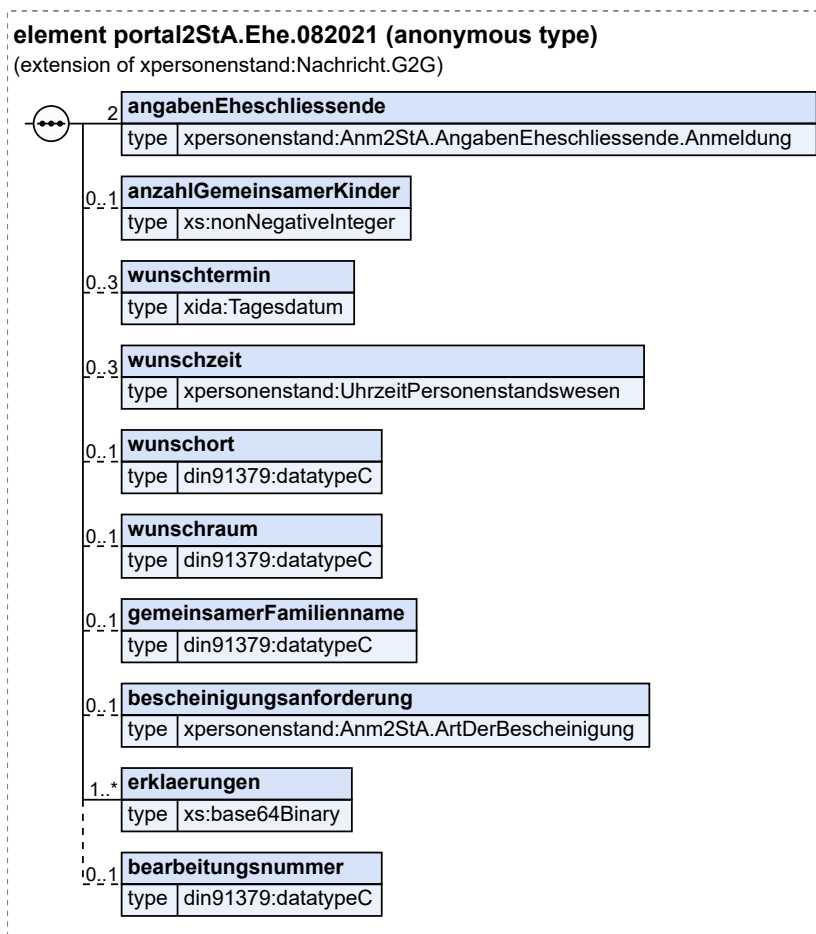 element portal2StA.Ehe.082021 (anonymous type)
(extension of xpersonenstand:Nachricht.G2G)
2 angabenEheschliessende
type xpersonenstand:Anm2StA.AngabenEheschliessende.Anmeldung
0..1 anzahlGemeinsamerKinder
type xs:nonNegativeInteger
0..3 wunschtermin
type xida:Tagesdatum
0..3 wunschzeit
type xpersonenstand:UhrzeitPersonenstandswesen
0..1 wunschort
type din91379:datatypeC
0..1 wunschraum
type din91379:datatypeC
0..1 gemeinsamerFamilienname
type din91379:datatypeC
0..1 bescheinigungsanforderung
type xpersonenstand:Anm2StA.ArtDerBescheinigung
1..* erklaerungen
type xs:base64Binary
0..1 bearbeitungsnummer
type din91379:datatypeC